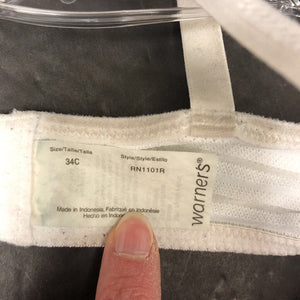 Size/Taille/Talla
34C
Style/Style/Estilo
RN1101R
Made in Indonesia, Fabriqué en Indonésie
Hecho en Indonesia
warner's®